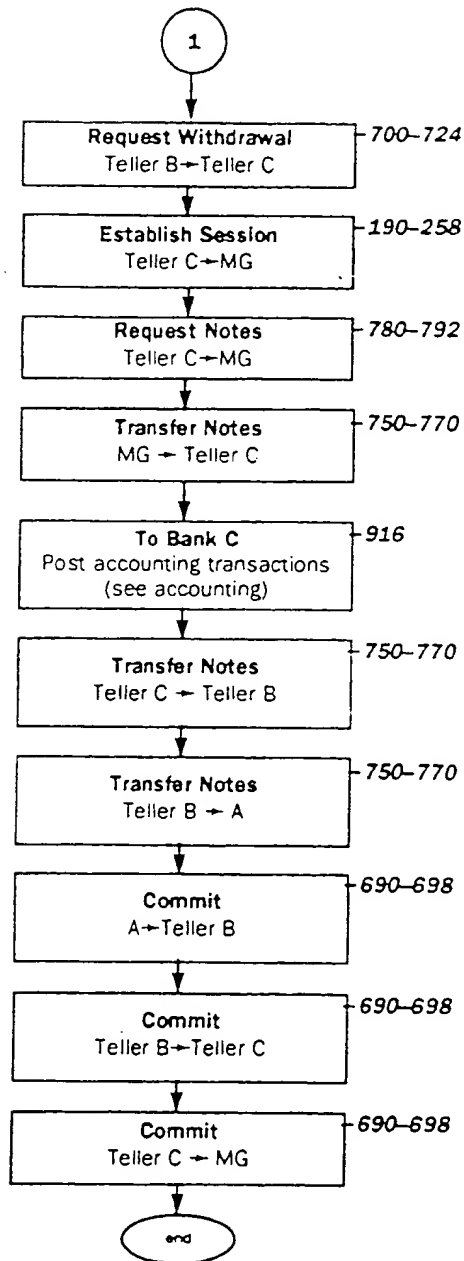 1
Request Withdrawal
Teller B→Teller C
700–724
Establish Session
Teller C→MG
190–258
Request Notes
Teller C→MG
780–792
Transfer Notes
MG → Teller C
750–770
To Bank C
Post accounting transactions
(see accounting)
916
Transfer Notes
Teller C → Teller B
750–770
Transfer Notes
Teller B → A
750–770
Commit
A→Teller B
690–698
Commit
Teller B→Teller C
690–698
Commit
Teller C → MG
690–698
end